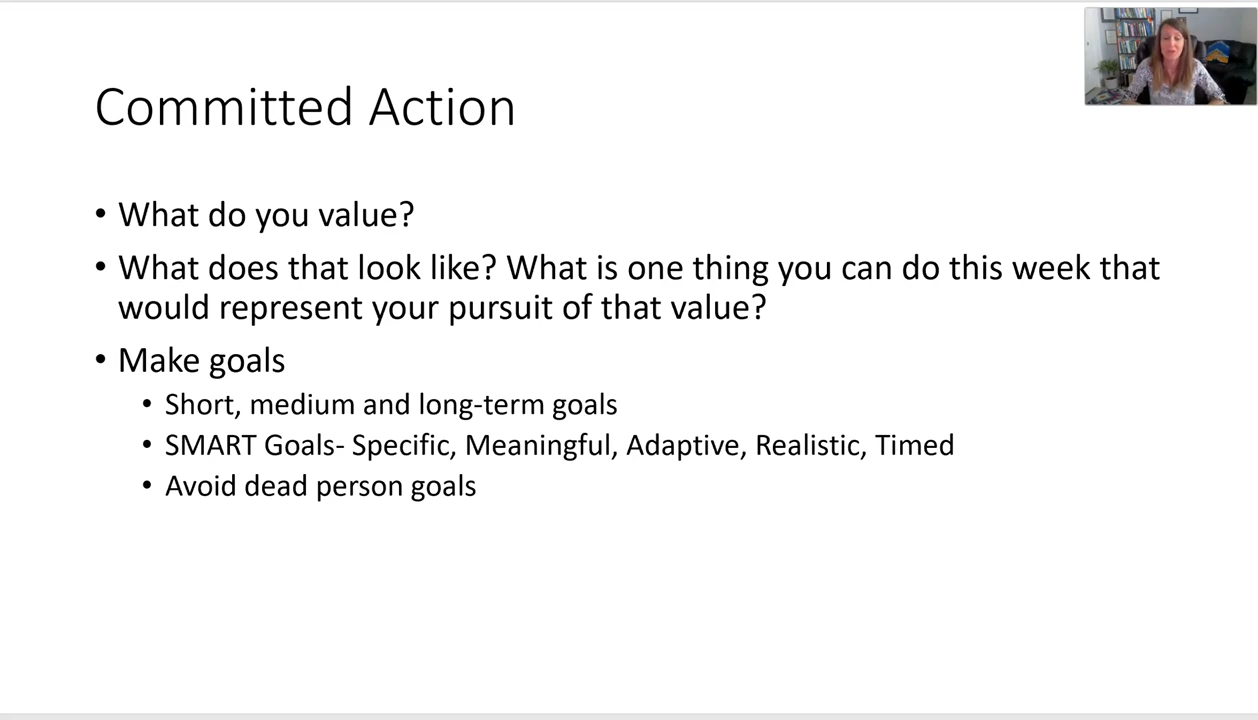 Committed Action
• What do you value?
• What does that look like? What is one thing you can do this week that
would represent your pursuit of that value?
• Make goals
• Short, medium and long-term goals
• SMART Goals- Specific, Meaningful, Adaptive, Realistic, Timed
• Avoid dead person goals